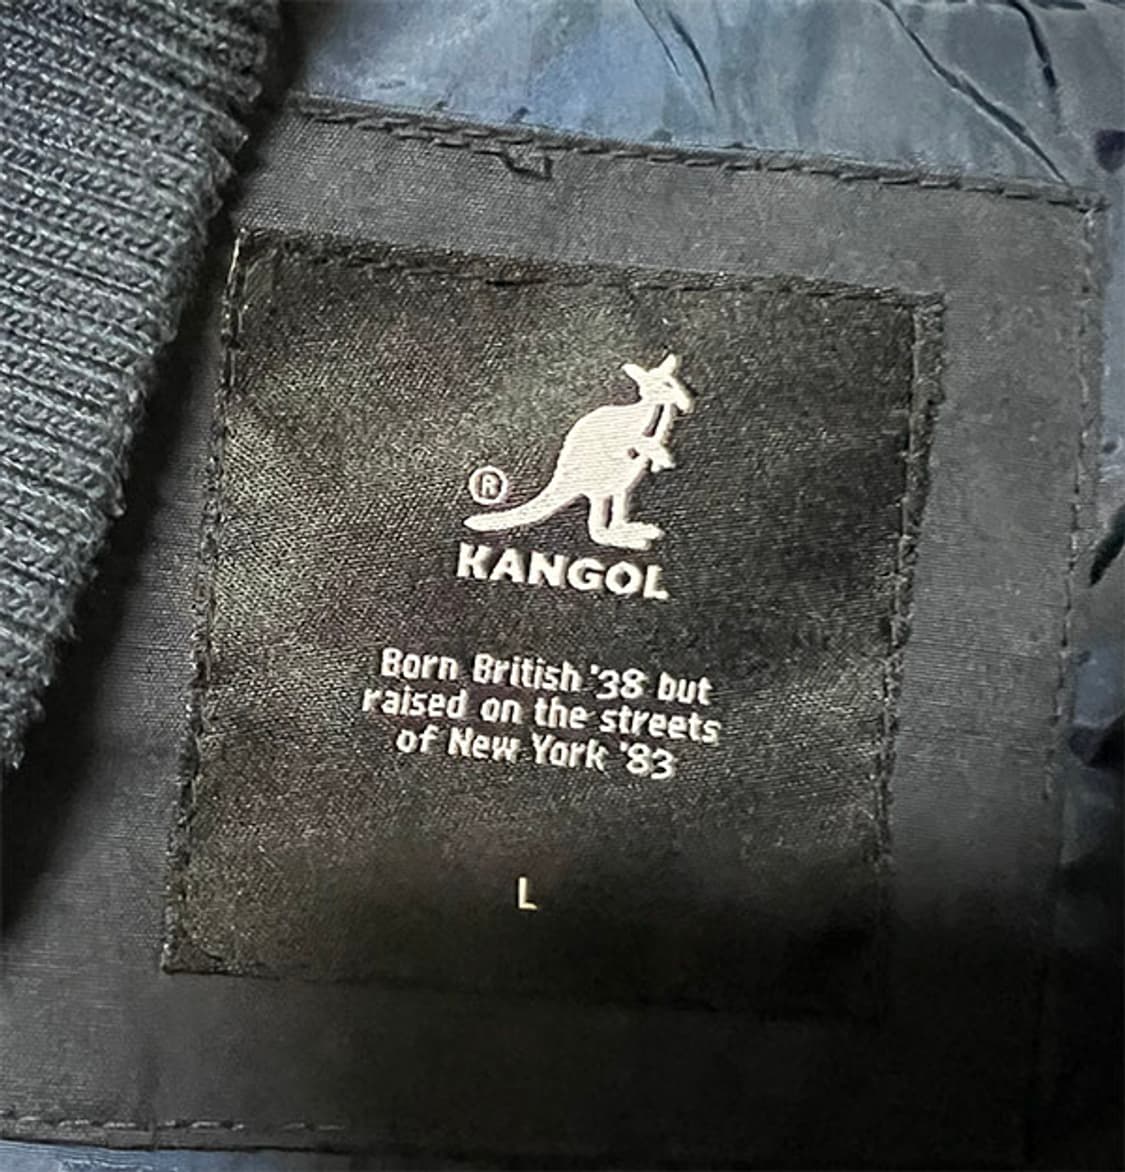 ®
KANGOL
Born British '38 but
raised on the streets
of New York '83
L